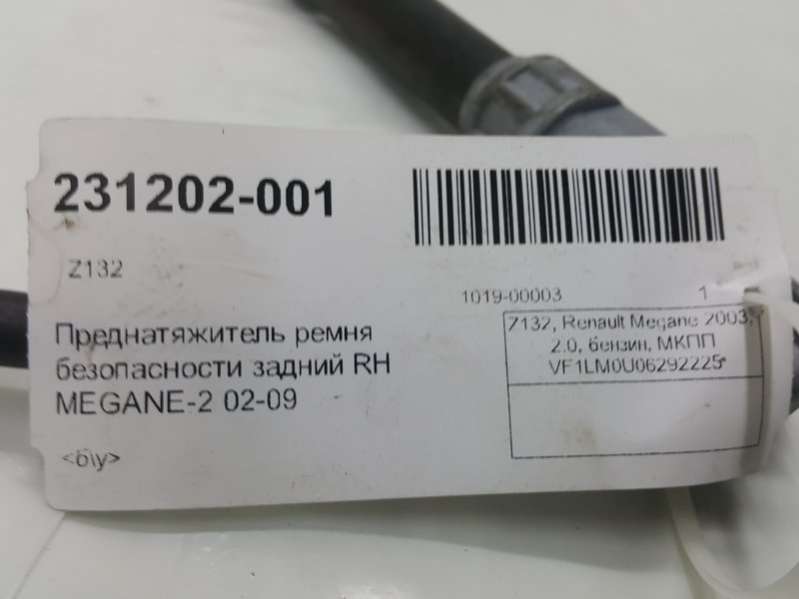 231202-001
Z132
1019-00003 1
Преднатяжитель ремня
безопасности задний RH
MEGANE-2 02-09
<б\у>
Z132, Renault Megane 2003,
2.0, бензин, МКПП
VF1LM0U06292225*